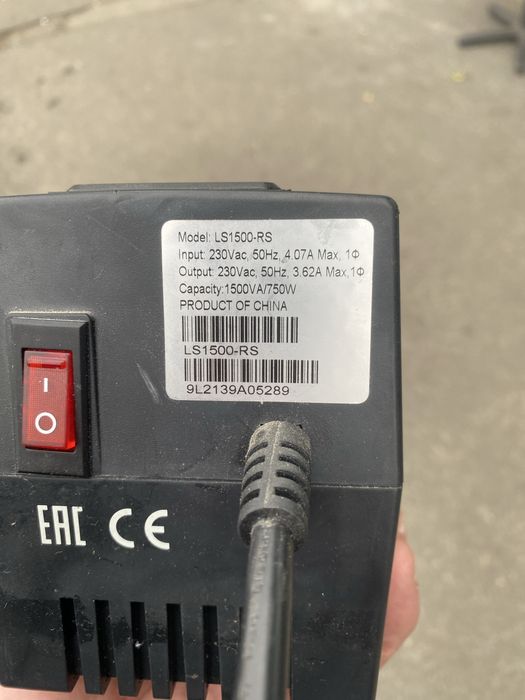 Model: LS1500-RS
Input: 230Vac, 50Hz, 4.07A Max, 1Φ
Output: 230Vac, 50Hz, 3.62A Max,1Φ
Capacity:1500VA/750W
PRODUCT OF CHINA
LS1500-RS
9L2139A05289
I
O
EAC CE